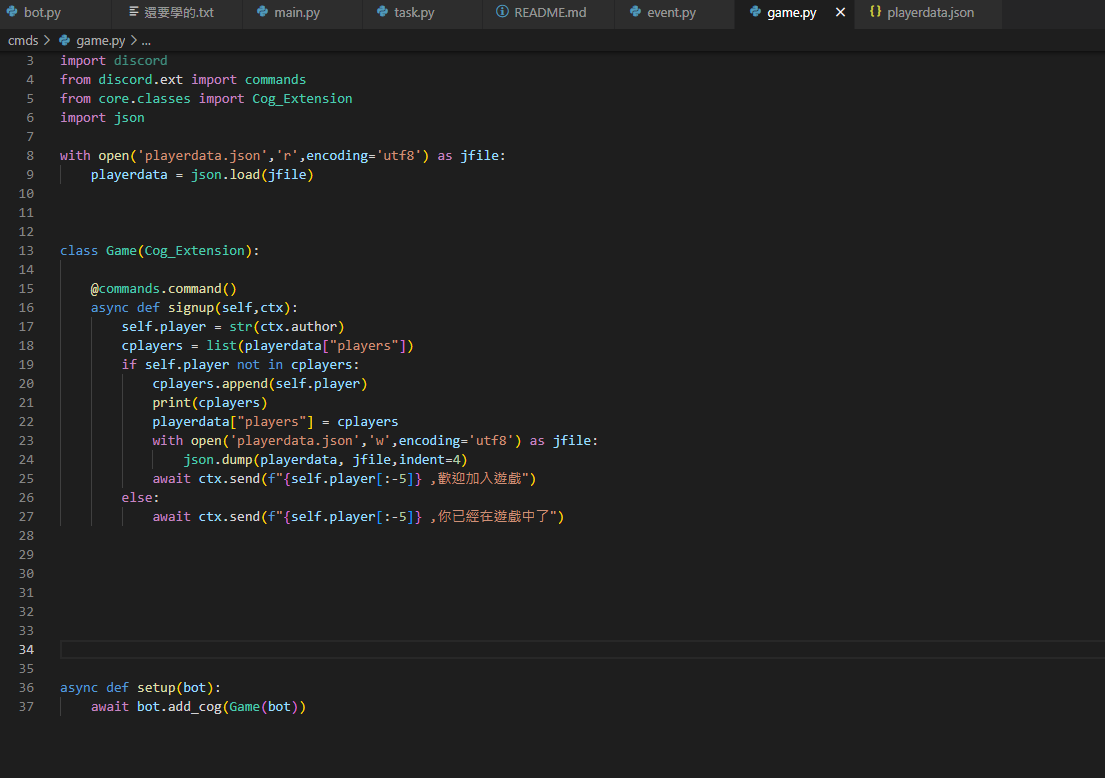 bot.py 還要學的.txt main.py task.py README.md event.py game.py playerdata.json
cmds > game.py > ...
3 import discord
4 from discord.ext import commands
5 from core.classes import Cog_Extension
6 import json
7
8 with open('playerdata.json','r',encoding='utf8') as jfile:
9     playerdata = json.load(jfile)
10
11
12
13 class Game(Cog_Extension):
14
15     @commands.command()
16     async def signup(self,ctx):
17         self.player = str(ctx.author)
18         cplayers = list(playerdata["players"])
19         if self.player not in cplayers:
20             cplayers.append(self.player)
21             print(cplayers)
22             playerdata["players"] = cplayers
23             with open('playerdata.json','w',encoding='utf8') as jfile:
24                 json.dump(playerdata, jfile,indent=4)
25             await ctx.send(f"{self.player[:-5]} ,歡迎加入遊戲")
26         else:
27             await ctx.send(f"{self.player[:-5]} ,你已經在遊戲中了")
28
29
30
31
32
33
34
35
36 async def setup(bot):
37     await bot.add_cog(Game(bot))